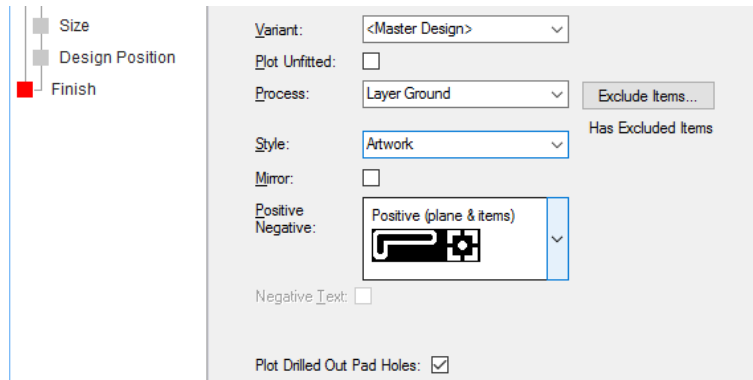 Size
Design Position
Finish
Variant: <Master Design>
Plot Unfitted:
Process: Layer Ground Exclude Items...
Has Excluded Items
Style: Artwork
Mirror:
Positive Negative: Positive (plane & items)
Negative Text:
Plot Drilled Out Pad Holes: